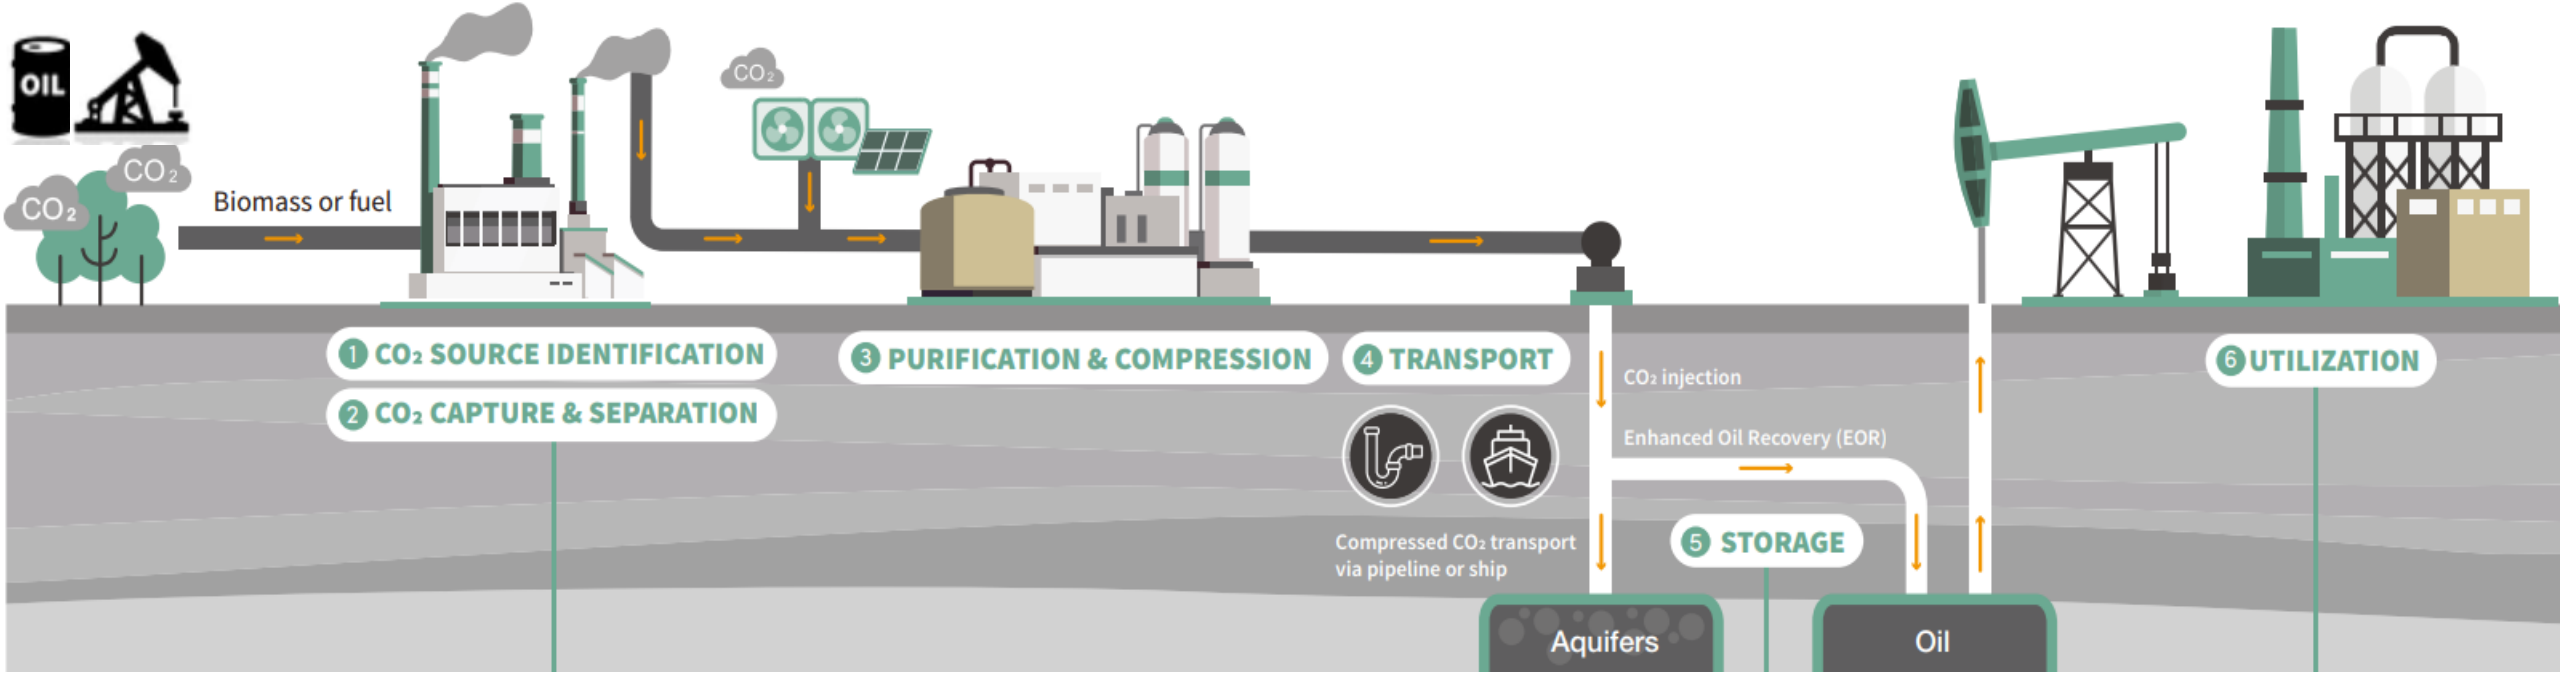 OIL
CO₂
CO₂
Biomass or fuel
CO₂
1 CO₂ SOURCE IDENTIFICATION
2 CO₂ CAPTURE & SEPARATION
3 PURIFICATION & COMPRESSION
4 TRANSPORT
CO₂ injection
Enhanced Oil Recovery (EOR)
Compressed CO₂ transport
via pipeline or ship
5 STORAGE
Aquifers
Oil
6 UTILIZATION